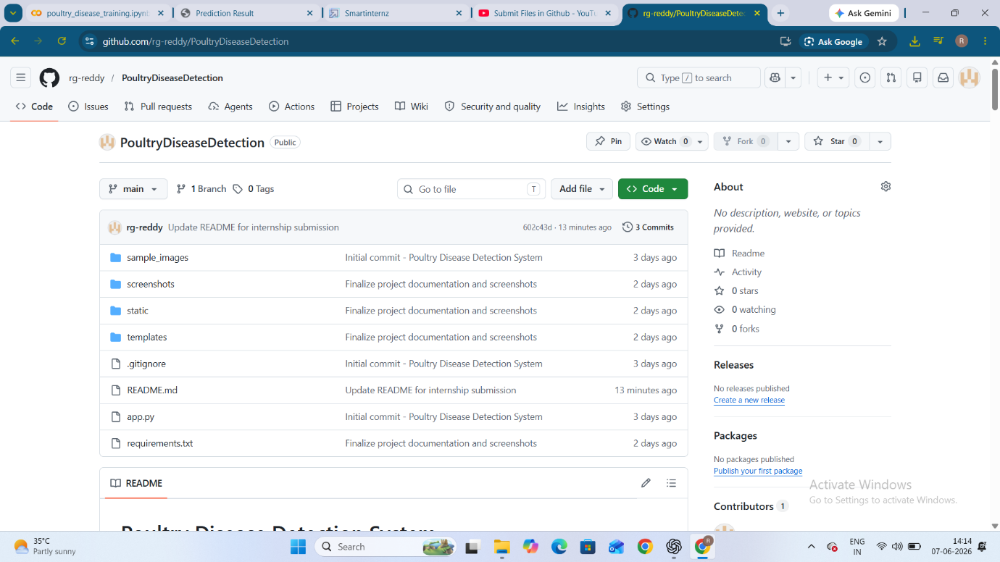 poultry_disease_training.ipynb
Prediction Result
Smartinternz
Submit Files in Github - YouTu
rg-reddy/PoultryDiseaseDetec
Ask Gemini
github.com/rg-reddy/PoultryDiseaseDetection
Ask Google
R
rg-reddy / PoultryDiseaseDetection
Type / to search
Code
Issues
Pull requests
Agents
Actions
Projects
Wiki
Security and quality
Insights
Settings
PoultryDiseaseDetection Public
Pin
Watch 0
Fork 0
Star 0
main
1 Branch
0 Tags
Go to file T
Add file
Code
rg-reddy Update README for internship submission 602c43d · 13 minutes ago 3 Commits
sample_images Initial commit - Poultry Disease Detection System 3 days ago
screenshots Finalize project documentation and screenshots 2 days ago
static Finalize project documentation and screenshots 2 days ago
templates Finalize project documentation and screenshots 2 days ago
.gitignore Initial commit - Poultry Disease Detection System 3 days ago
README.md Update README for internship submission 13 minutes ago
app.py Initial commit - Poultry Disease Detection System 3 days ago
requirements.txt Finalize project documentation and screenshots 2 days ago
README
Poultry Disease Detection System
About
No description, website, or topics
provided.
Readme
Activity
0 stars
0 watching
0 forks
Releases
No releases published
Create a new release
Packages
No packages published
Publish your first package
Contributors 1
Activate Windows
Go to Settings to activate Windows.
35°C
Partly sunny
Search
R
ENG
IN
14:14
07-06-2026